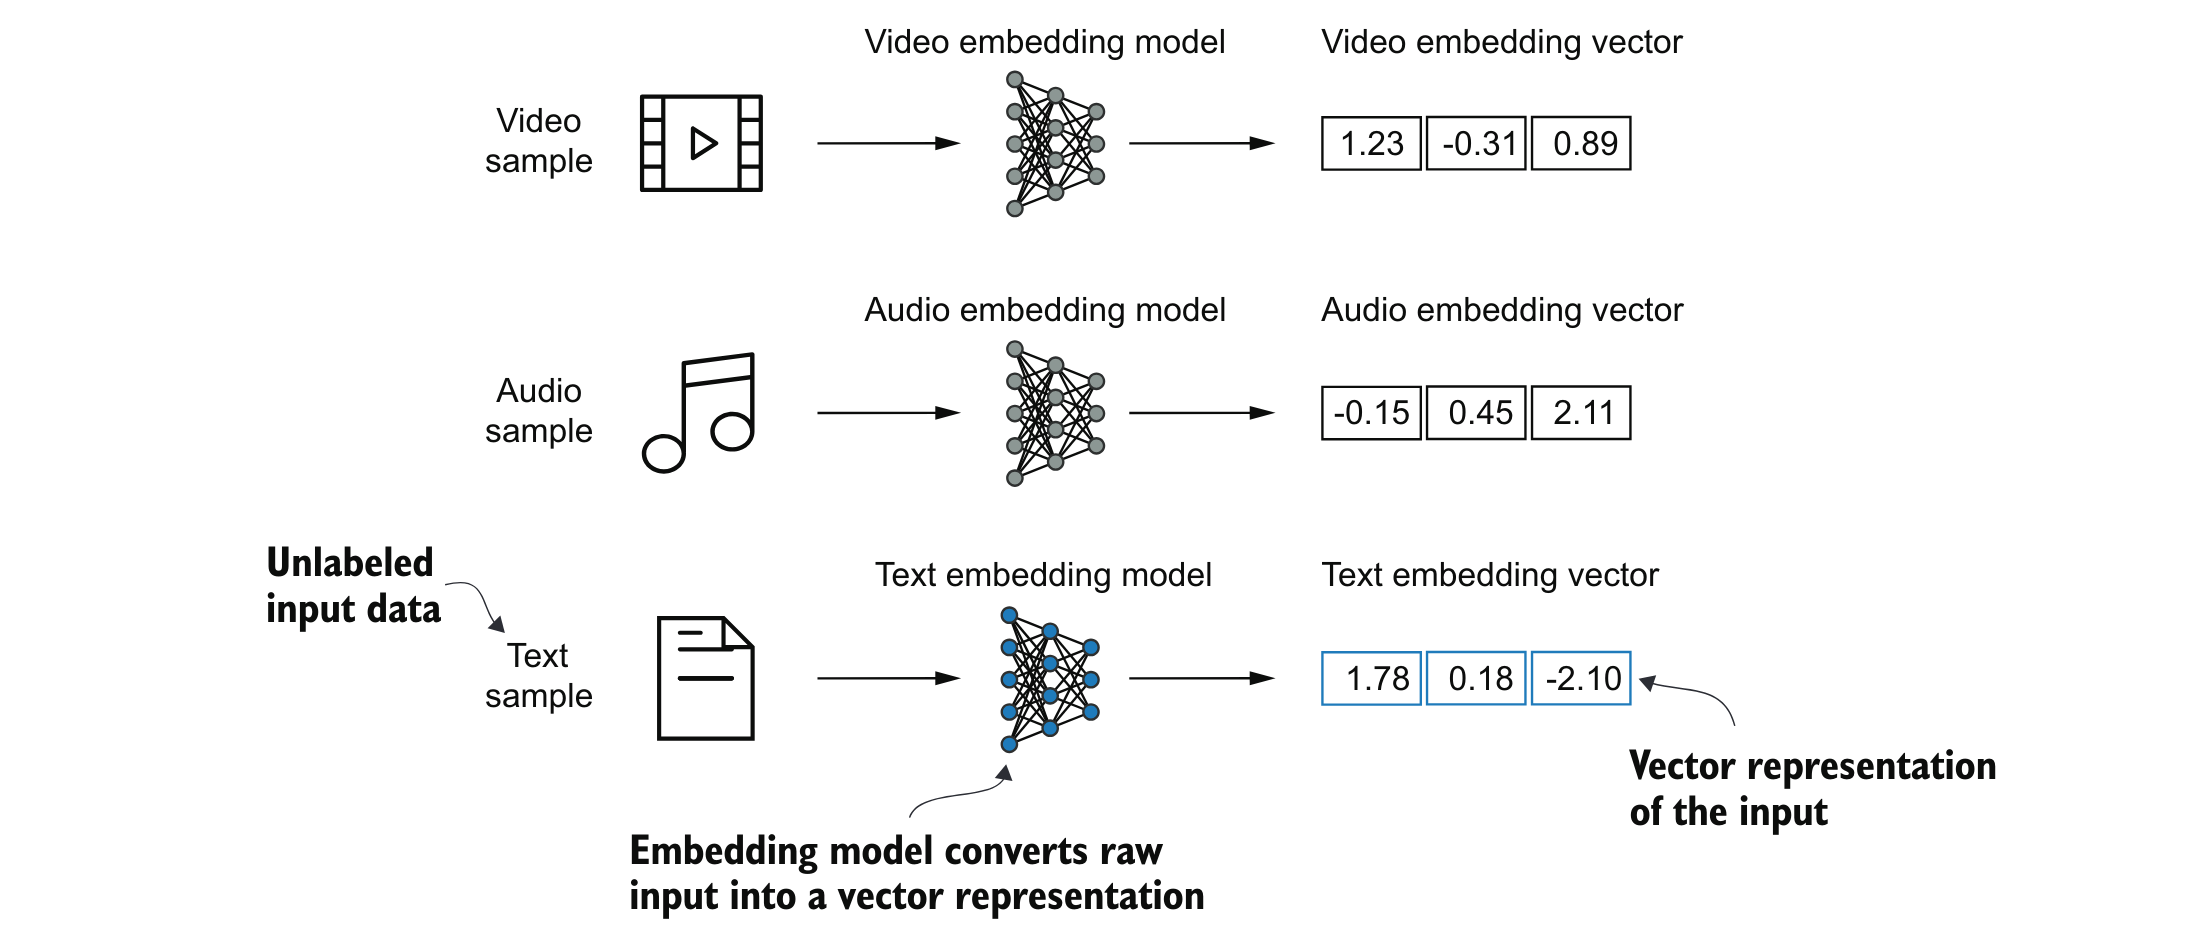 Video embedding model
Video embedding vector
Video
sample
1.23
-0.31
0.89
Audio embedding model
Audio embedding vector
Audio
sample
-0.15
0.45
2.11
Unlabeled
input data
Text embedding model
Text embedding vector
Text
sample
1.78
0.18
-2.10
Vector representation
of the input
Embedding model converts raw
input into a vector representation